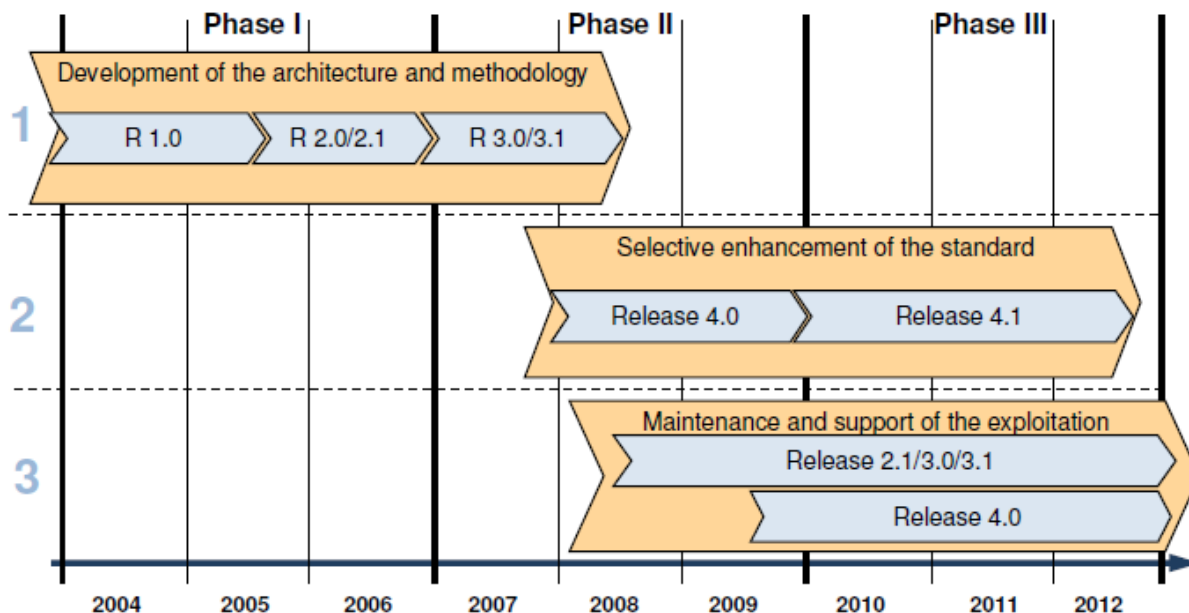 Phase I Phase II Phase III
Development of the architecture and methodology
1
R 1.0 R 2.0/2.1 R 3.0/3.1
Selective enhancement of the standard
2
Release 4.0 Release 4.1
Maintenance and support of the exploitation
Release 2.1/3.0/3.1
3
Release 4.0
2004 2005 2006 2007 2008 2009 2010 2011 2012